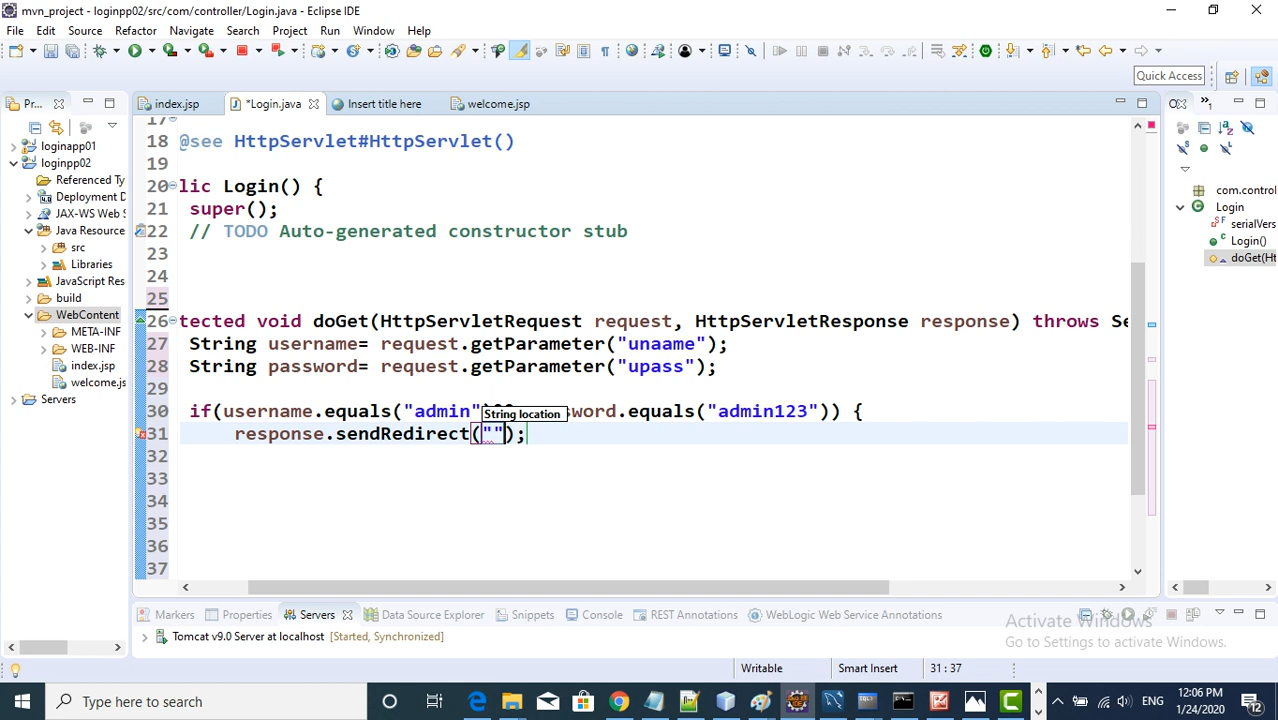 mvn_project - loginpp02/src/com/controller/Login.java - Eclipse IDE
File Edit Source Refactor Navigate Search Project Run Window Help
Quick Access
Pr...
index.jsp *Login.java Insert title here welcome.jsp
loginapp01
loginpp02
Referenced Ty
Deployment D
JAX-WS Web S
Java Resource
src
Libraries
JavaScript Res
build
WebContent
META-INF
WEB-INF
index.jsp
welcome.js
Servers
17
18 @see HttpServlet#HttpServlet()
19
20 lic Login() {
21 super();
22 // TODO Auto-generated constructor stub
23
24
25
26 tected void doGet(HttpServletRequest request, HttpServletResponse response) throws Se
27 String username= request.getParameter("unaame");
28 String password= request.getParameter("upass");
29
30 if(username.equals("admin") sword.equals("admin123")) {
String location
31 response.sendRedirect("");
32
33
34
35
36
37
com.control
Login
serialVers
Login()
doGet(Ht
Markers Properties Servers Data Source Explorer Snippets Console REST Annotations WebLogic Web Service Annotations
Tomcat v9.0 Server at localhost [Started, Synchronized]
Activate Windows
Go to Settings to activate Windows.
Writable Smart Insert 31 : 37
Type here to search
ENG
12:06 PM
1/24/2020
12